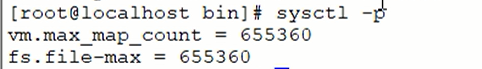 [root@localhost bin]# sysctl -p
vm.max_map_count = 655360
fs.file-max = 655360